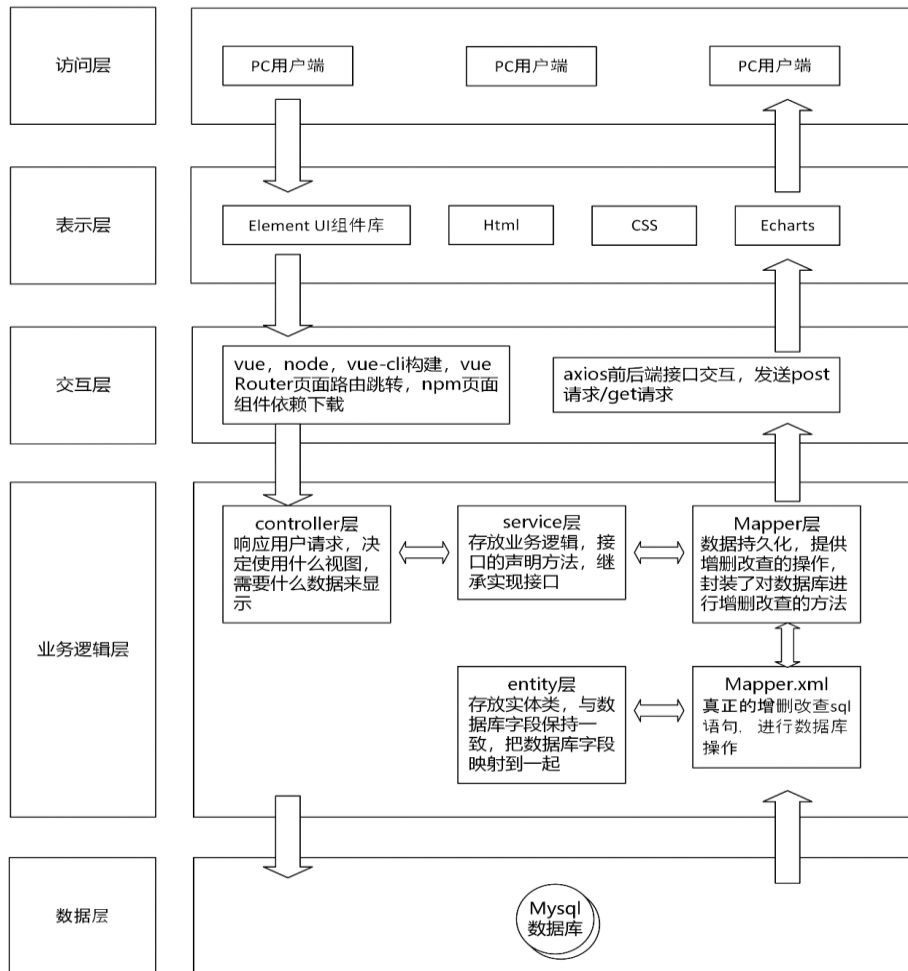 访问层
PC用户端
PC用户端
PC用户端
表示层
Element UI组件库
Html
CSS
Echarts
交互层
vue，node，vue-cli构建，vue
Router页面路由跳转，npm页面
组件依赖下载
axios前后端接口交互，发送post
请求/get请求
业务逻辑层
controller层
响应用户请求，决
定使用什么视图，
需要什么数据来显
示
service层
存放业务逻辑，接
口的声明方法，继
承实现接口
Mapper层
数据持久化，提供
增删改查的操作，
封装了对数据库进
行增删改查的方法
entity层
存放实体类，与数
据库字段保持一
致，把数据库字段
映射到一起
Mapper.xml
真正的增删改查sql
语句，进行数据库
操作
数据层
Mysql
数据库